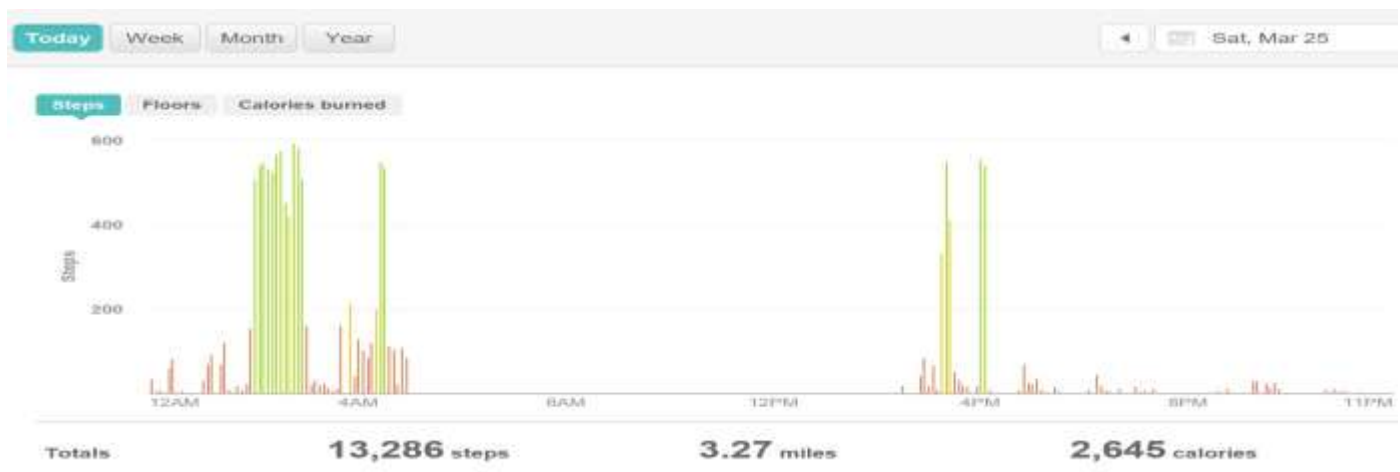 Today Week Month Year Sat, Mar 25
Steps Floors Calories burned
600
400
Steps
200
12AM 4AM 8AM 12PM 4PM 8PM 11PM
Totals 13,286 steps 3.27 miles 2,645 calories